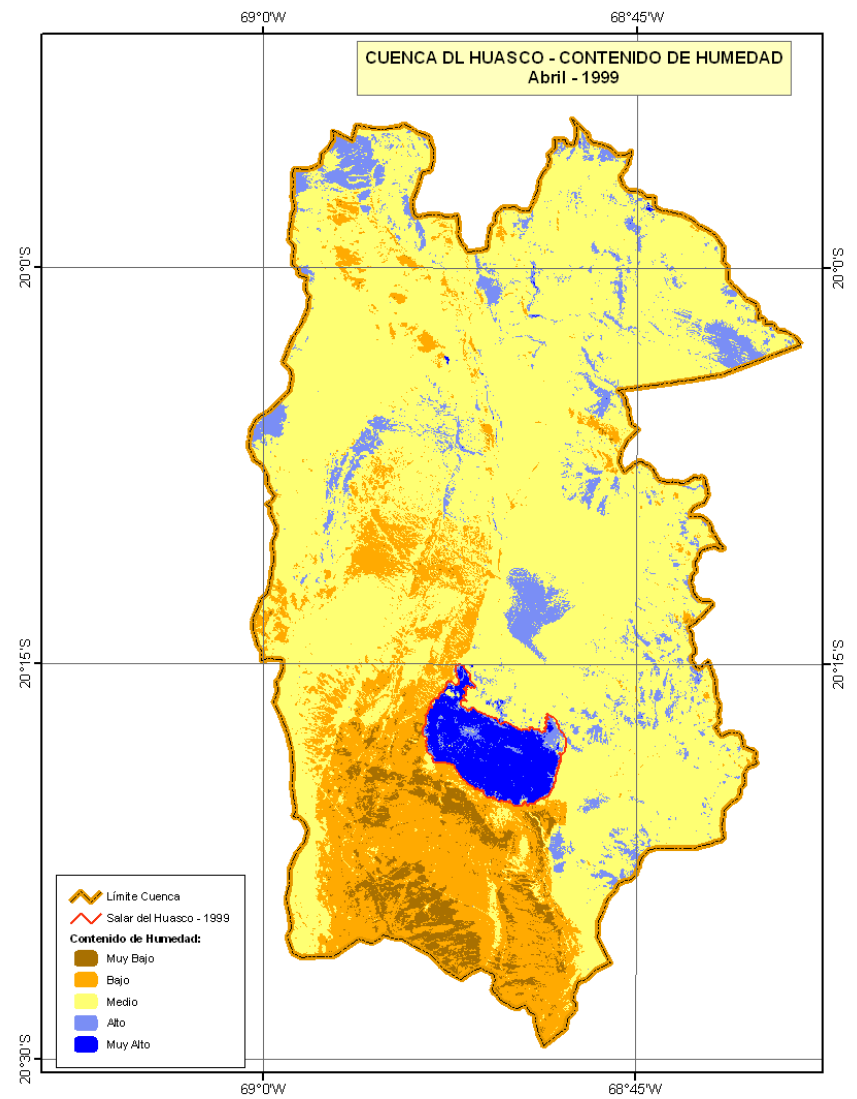 69°0'W
68°45'W
CUENCA DL HUASCO - CONTENIDO DE HUMEDAD
Abril - 1999
20°0'S
20°0'S
20°15'S
20°15'S
Límite Cuenca
Salar del Huasco - 1999
Contenido de Humedad:
Muy Bajo
Bajo
Medio
Alto
Muy Alto
20°30'S
20°30'S
69°0'W
68°45'W